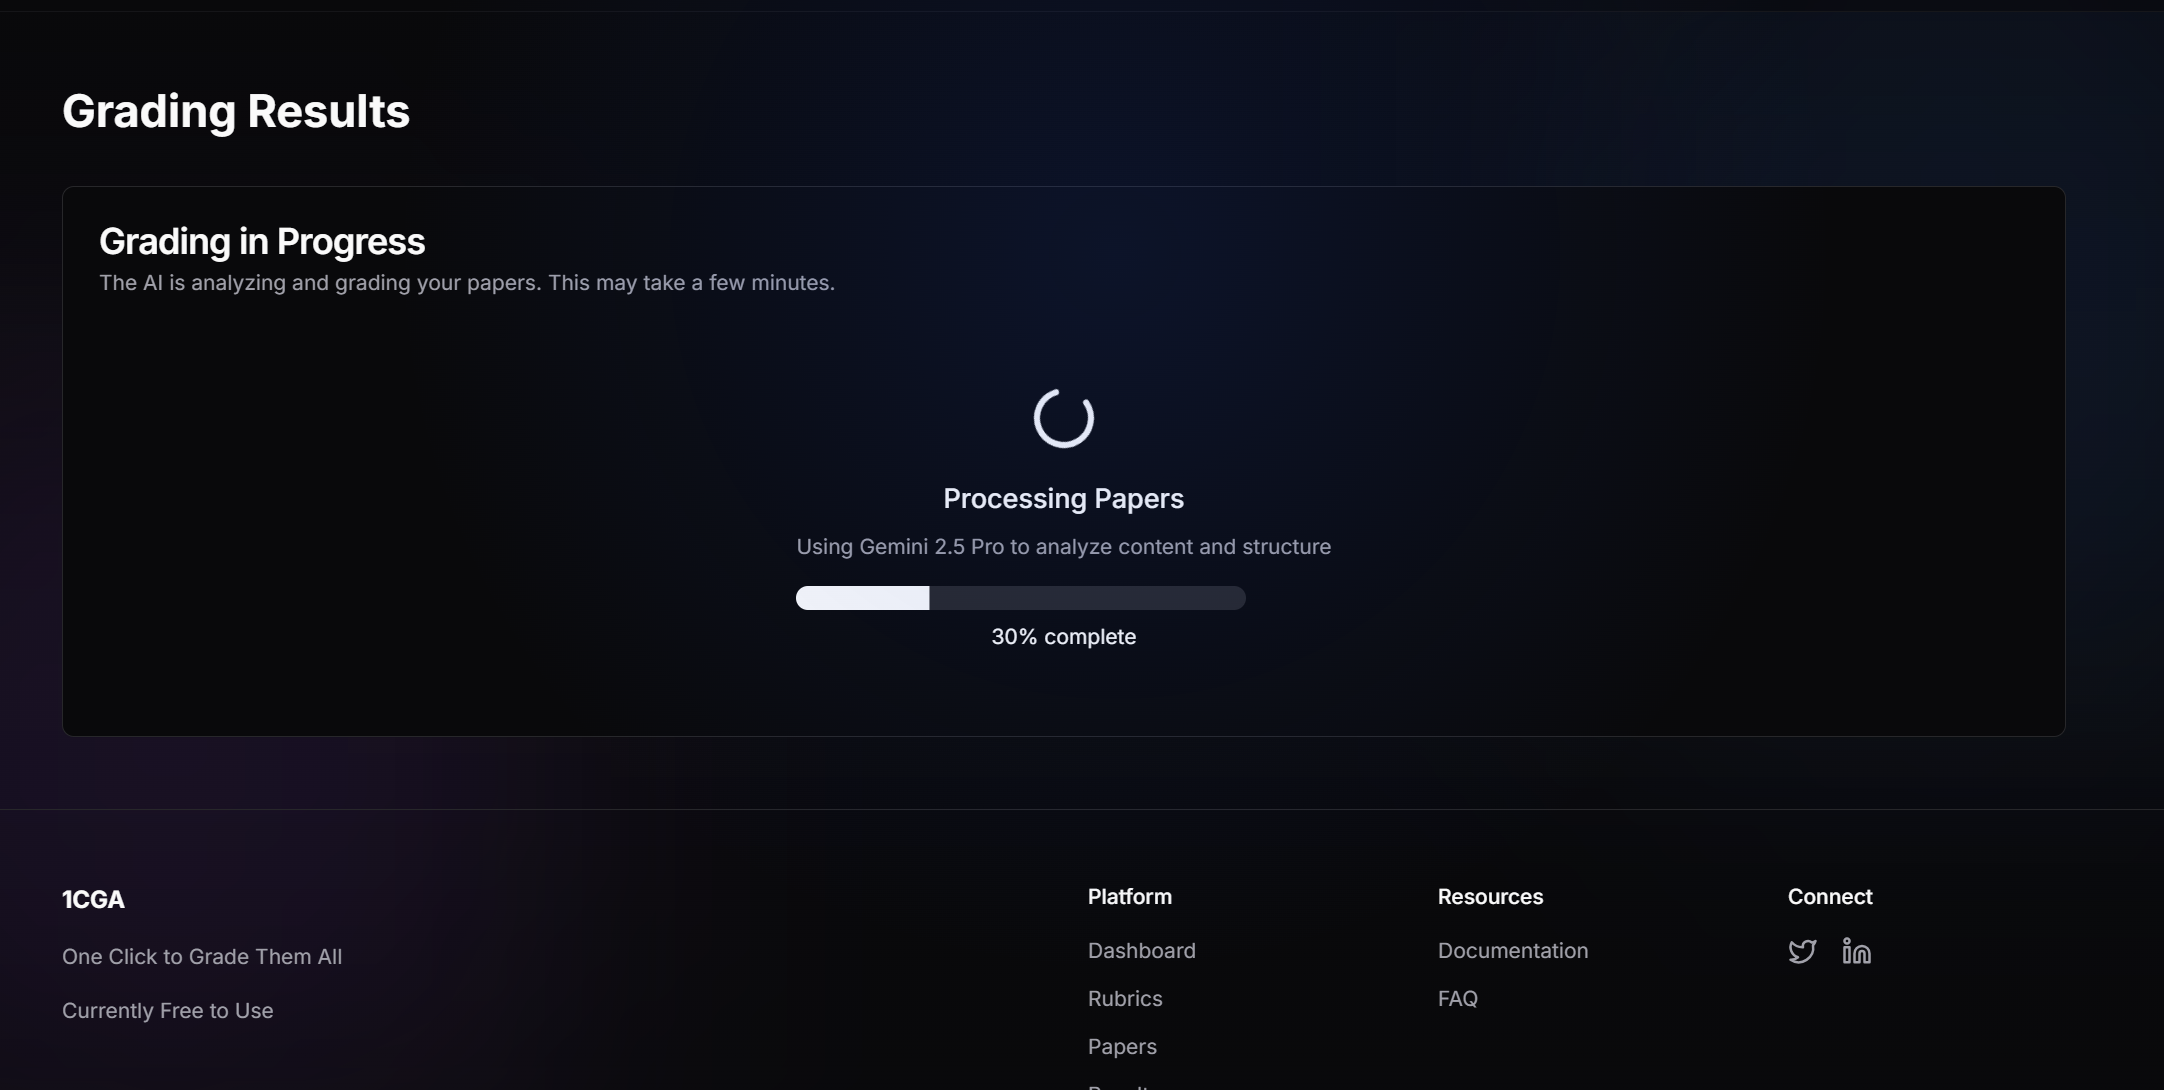 Grading Results
Grading in Progress
The AI is analyzing and grading your papers. This may take a few minutes.
Processing Papers
Using Gemini 2.5 Pro to analyze content and structure
30% complete
1CGA
One Click to Grade Them All
Currently Free to Use
Platform
Dashboard
Rubrics
Papers
Resources
Documentation
FAQ
Connect